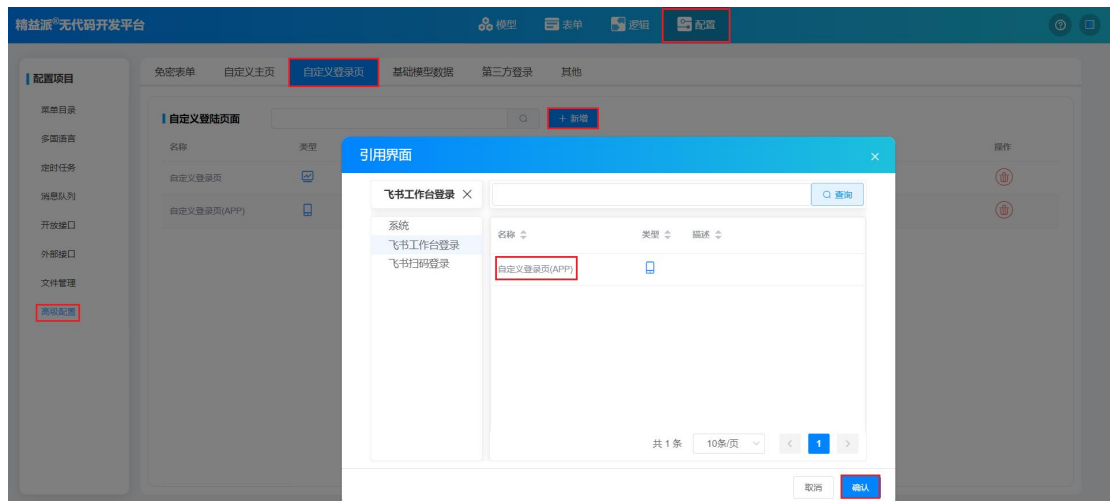 精益派®无代码开发平台 模型 表单 逻辑 配置
配置项目
菜单目录
多国语言
定时任务
消息队列
开放接口
外部接口
文件管理
高级配置
免密表单 自定义主页 自定义登录页 基础模型数据 第三方登录 其他
自定义登陆页面 + 新增
名称 类型 操作
自定义登录页
自定义登录页(APP)
引用界面
飞书工作台登录
查询
系统
飞书工作台登录
飞书扫码登录
名称 类型 描述
自定义登录页(APP)
共 1 条 10条/页 1
取消 确认